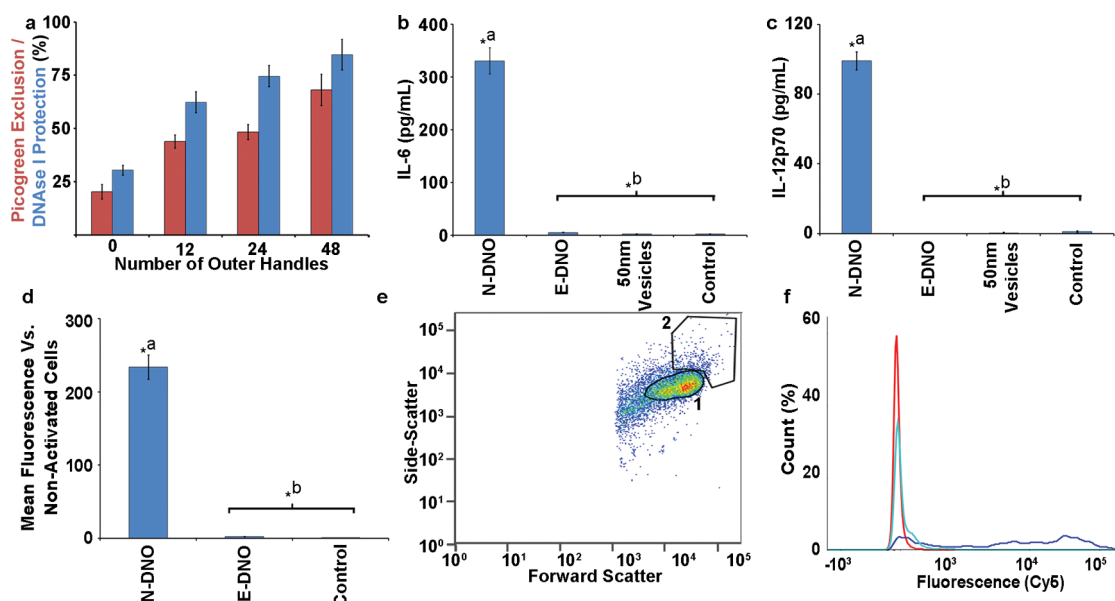 a
Picogreen Exclusion /
DNAse I Protection (%)
100
75
50
25
0 12 24 48
Number of Outer Handles
b
IL-6 (pg/mL)
400
300
200
100
0
*a
*b
N-DNO
E-DNO
50nm
Vesicles
Control
c
IL-12p70 (pg/mL)
120
100
80
60
40
20
0
*a
*b
N-DNO
E-DNO
50nm
Vesicles
Control
d
Mean Fluorescence Vs.
Non-Activated Cells
300
200
100
0
*a
*b
N-DNO
E-DNO
Control
e
Side-Scatter
10⁵
10⁴
10³
10²
10¹
10⁰
2
1
10⁰ 10¹ 10² 10³ 10⁴ 10⁵
Forward Scatter
f
Count (%)
60
40
20
0
-10³ 10³ 10⁴ 10⁵
Fluorescence (Cy5)